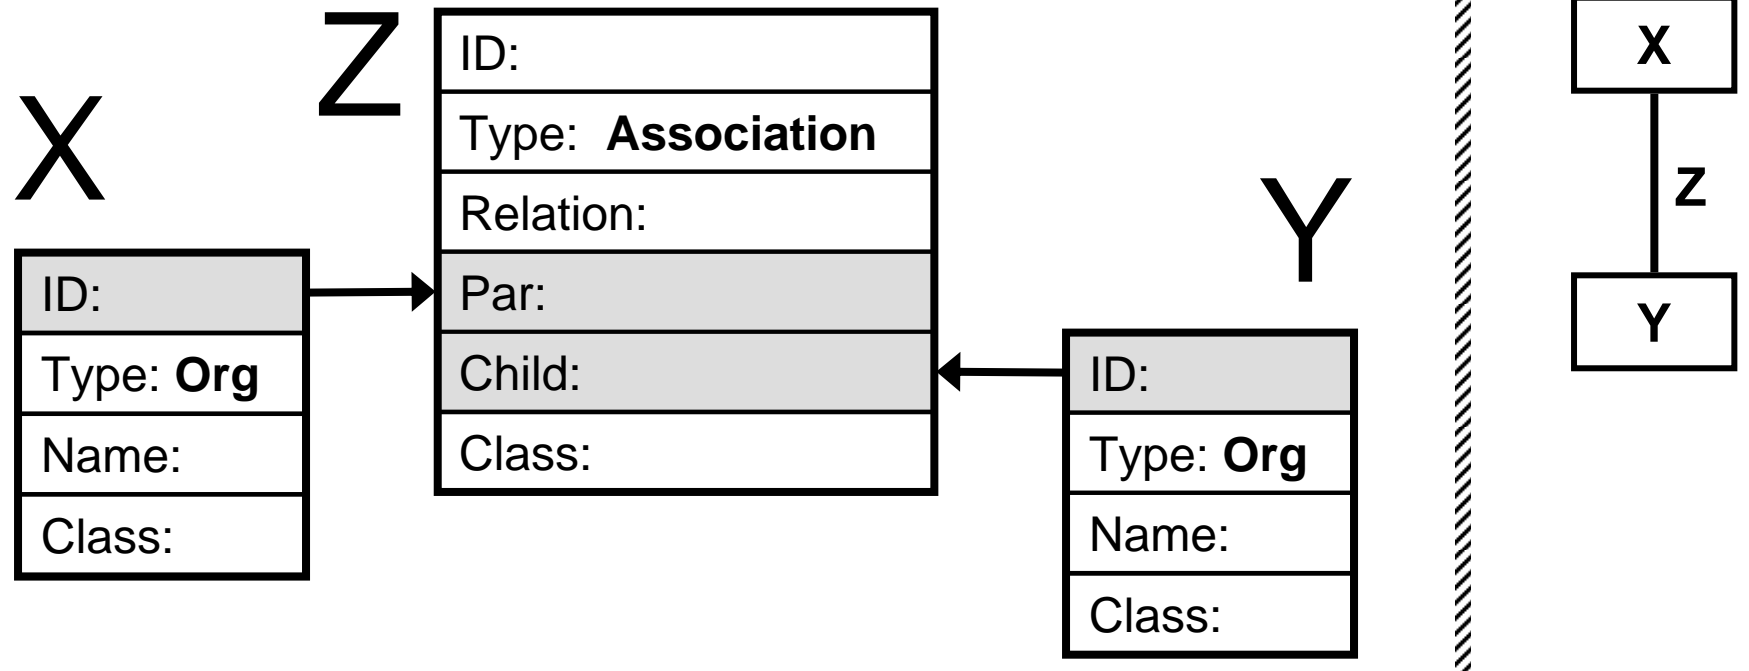 X
ID:
Type: Org
Name:
Class:
Z
ID:
Type: Association
Relation:
Par:
Child:
Class:
Y
ID:
Type: Org
Name:
Class:
X
Z
Y